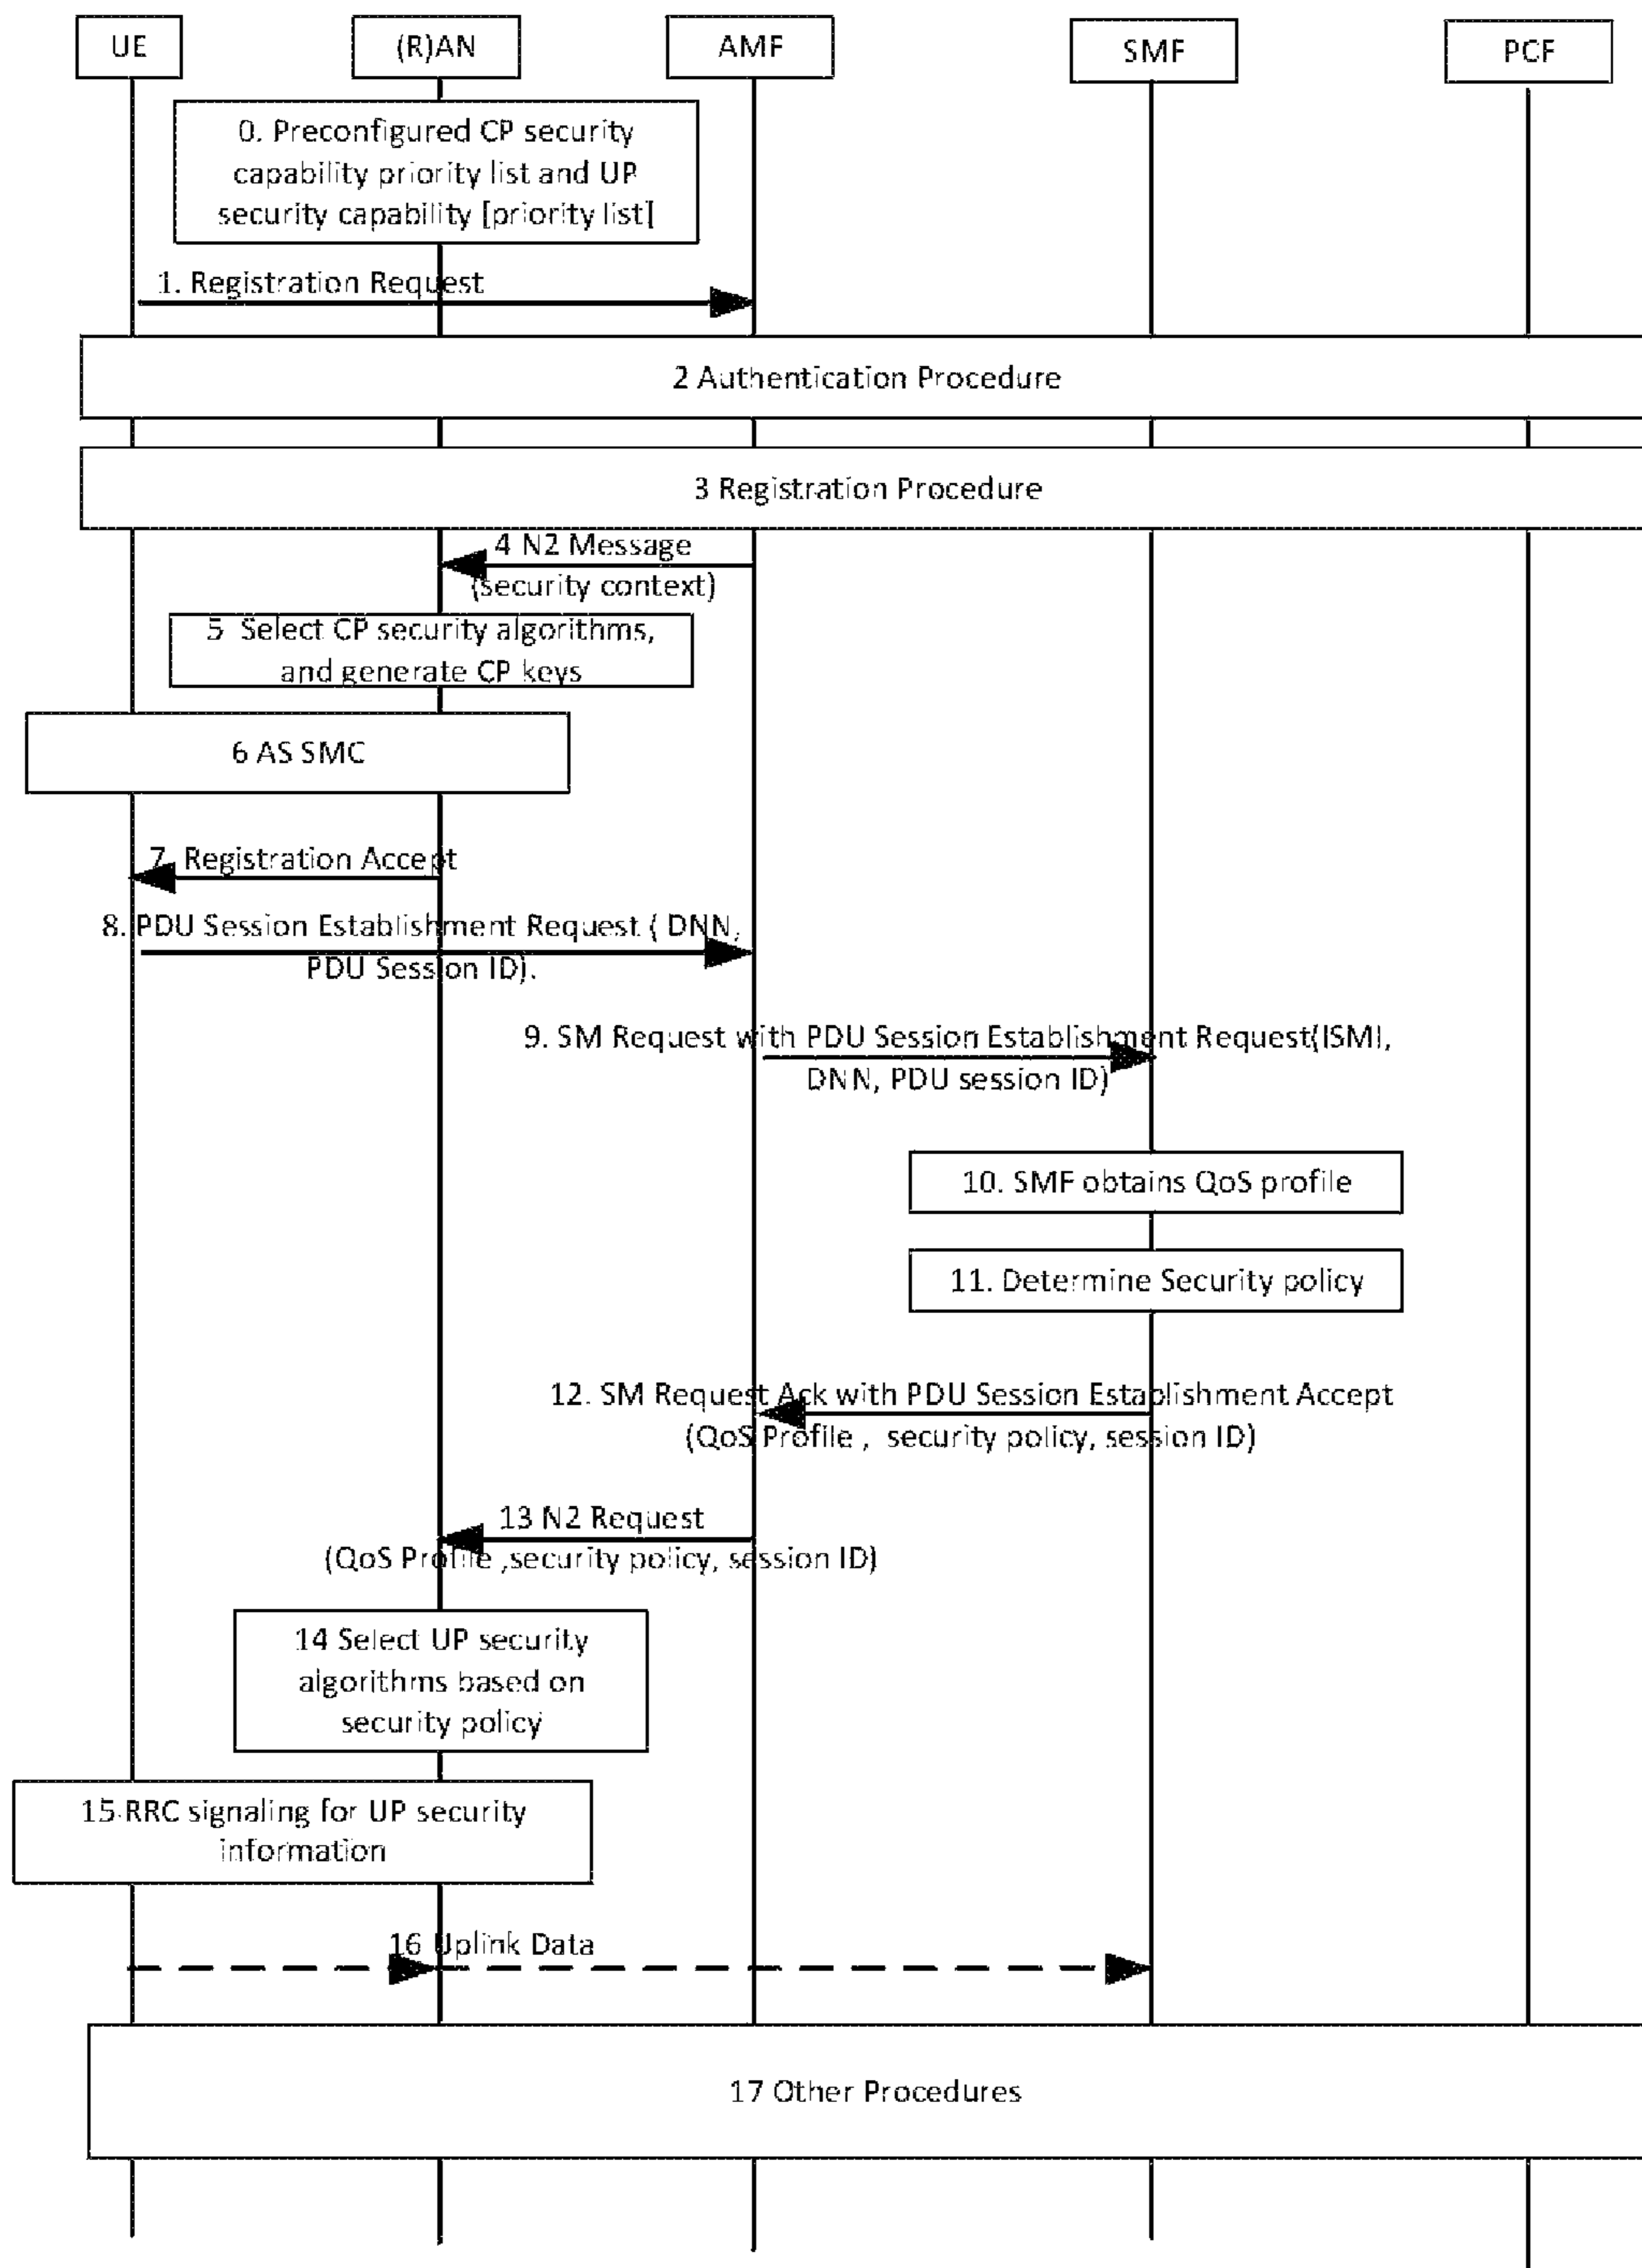 UE
(R)AN
AMF
SMF
PCF
0. Preconfigured CP security
capability priority list and UP
security capability [priority list[
1. Registration Request
2 Authentication Procedure
3 Registration Procedure
4 N2 Message
(security context)
5 Select CP security algorithms,
and generate CP keys
6 AS SMC
7. Registration Accept
8. PDU Session Establishment Request ( DNN,
PDU Session ID).
9. SM Request with PDU Session Establishment Request(ISMI,
DNN, PDU session ID)
10. SMF obtains QoS profile
11. Determine Security policy
12. SM Request Ack with PDU Session Establishment Accept
(QoS Profile , security policy, session ID)
13 N2 Request
(QoS Profile ,security policy, session ID)
14 Select UP security
algorithms based on
security policy
15 RRC signaling for UP security
information
16 Uplink Data
17 Other Procedures